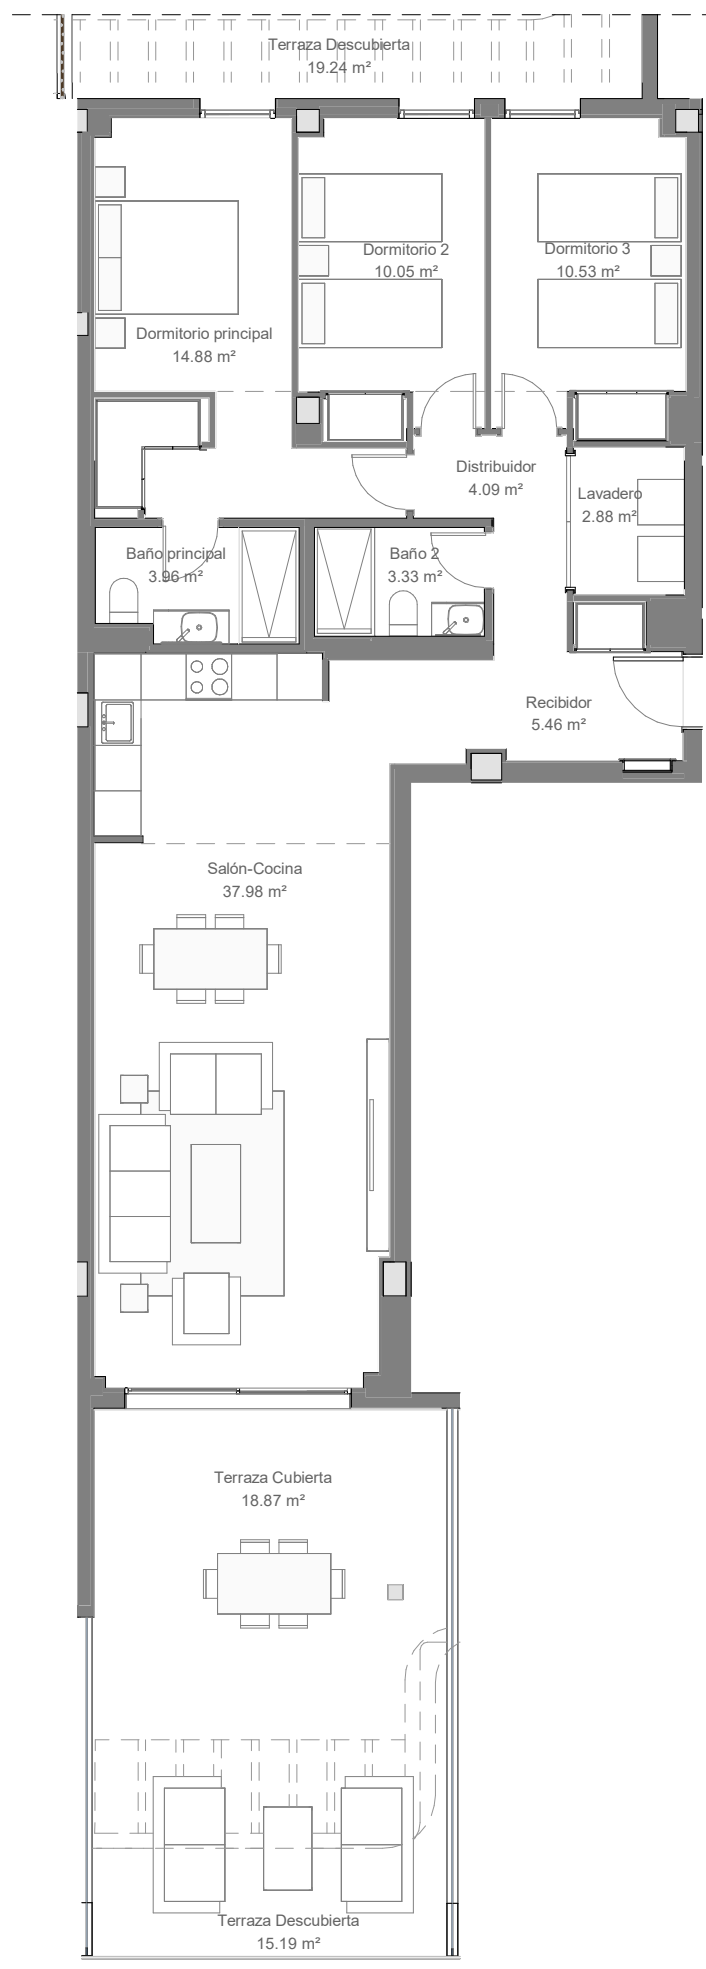 Terraza Descubierta
19.24 m²
Dormitorio 2
10.05 m²
Dormitorio 3
10.53 m²
Dormitorio principal
14.88 m²
Distribuidor
4.09 m²
Lavadero
2.88 m²
Baño principal
3.96 m²
Baño 2
3.33 m²
Recibidor
5.46 m²
Salón-Cocina
37.98 m²
Terraza Cubierta
18.87 m²
Terraza Descubierta
15.19 m²